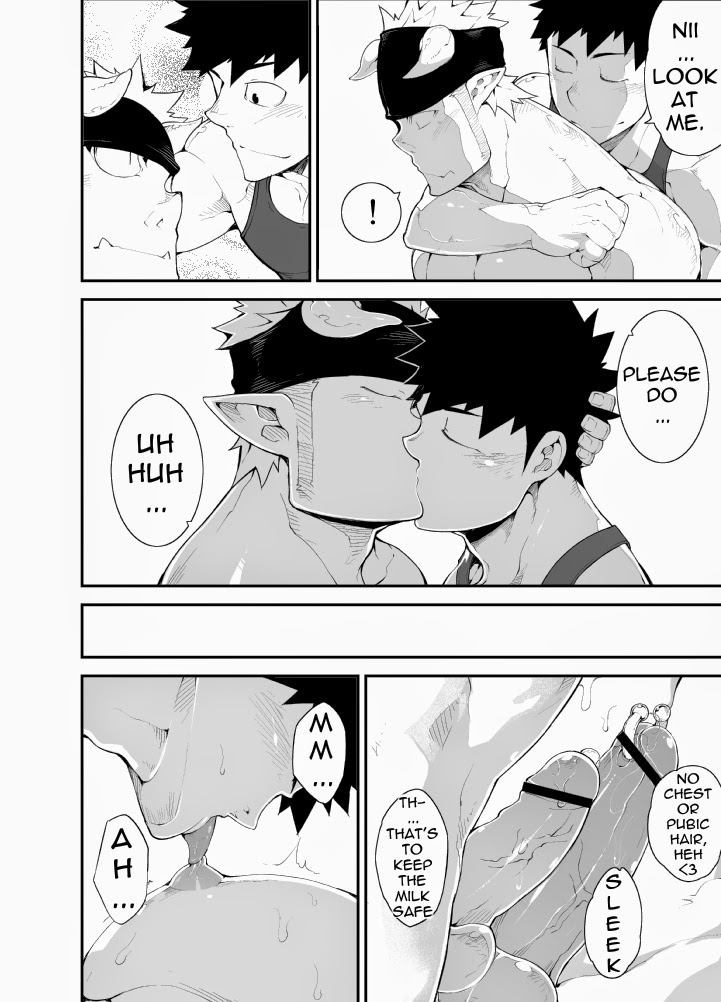 NII
...
LOOK
AT
ME.
!
PLEASE
DO
...
UH
HUH
...
NO
CHEST
OR
PUBIC
HAIR,
HEH
<3
SLEEK
TH-
...
THAT'S
TO
KEEP
THE
MILK
SAFE
MM...
AH...